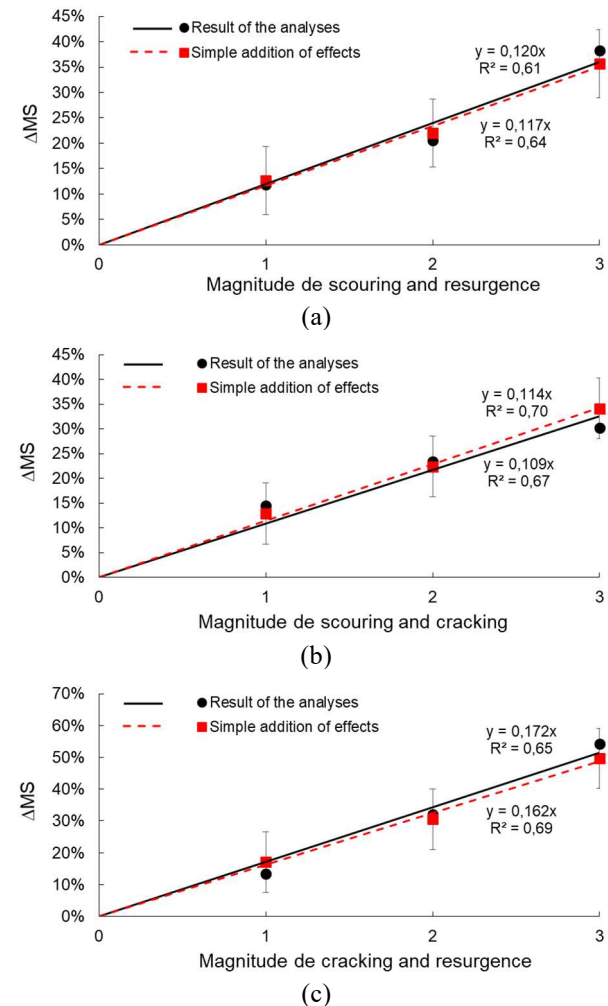 45%
40%
35%
30%
25%
20%
15%
10%
5%
0%
ΔMS
Result of the analyses
Simple addition of effects
y = 0,120x
R² = 0,61
y = 0,117x
R² = 0,64
0 1 2 3
Magnitude de scouring and resurgence
(a)
45%
40%
35%
30%
25%
20%
15%
10%
5%
0%
ΔMS
Result of the analyses
Simple addition of effects
y = 0,114x
R² = 0,70
y = 0,109x
R² = 0,67
0 1 2 3
Magnitude de scouring and cracking
(b)
70%
60%
50%
40%
30%
20%
10%
0%
ΔMS
Result of the analyses
Simple addition of effects
y = 0,172x
R² = 0,65
y = 0,162x
R² = 0,69
0 1 2 3
Magnitude de cracking and resurgence
(c)